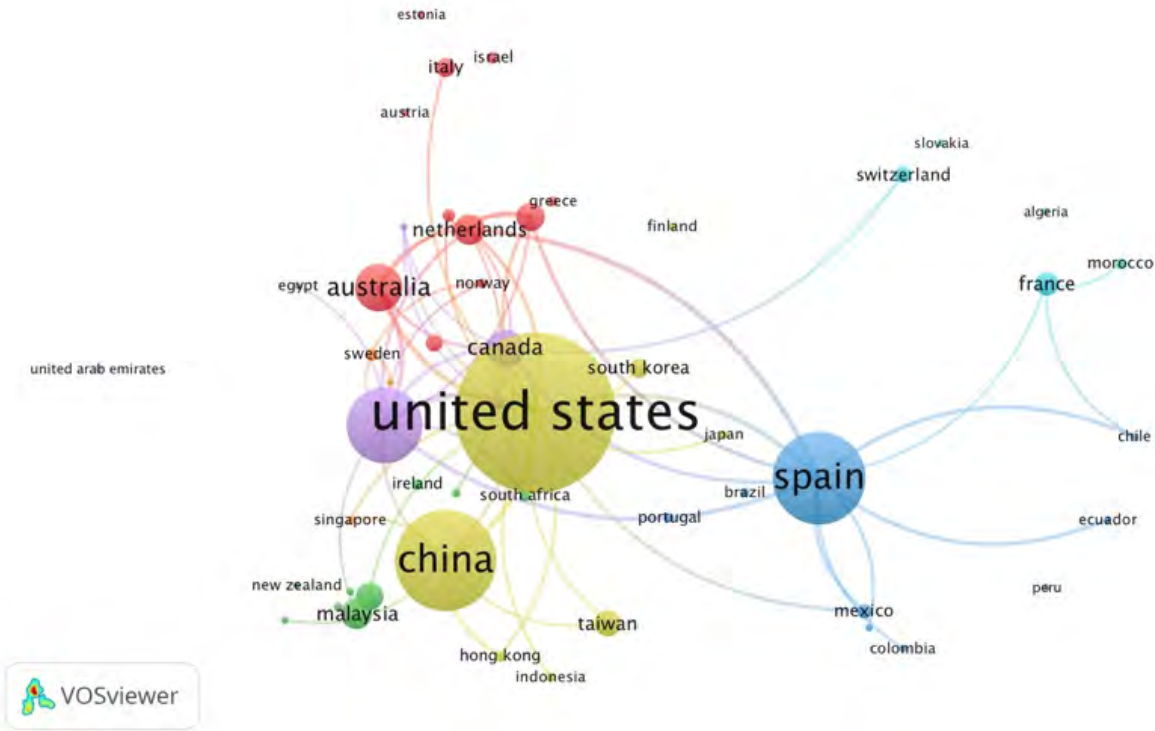 estonia
israel
italy
austria
slovakia
switzerland
greece
algeria
netherlands
finland
morocco
egypt
australia
norway
france
canada
sweden
united arab emirates
south korea
united states
japan
chile
spain
ireland
south africa
brazil
singapore
portugal
ecuador
china
new zealand
peru
malaysia
mexico
taiwan
colombia
hong kong
indonesia
VOSviewer